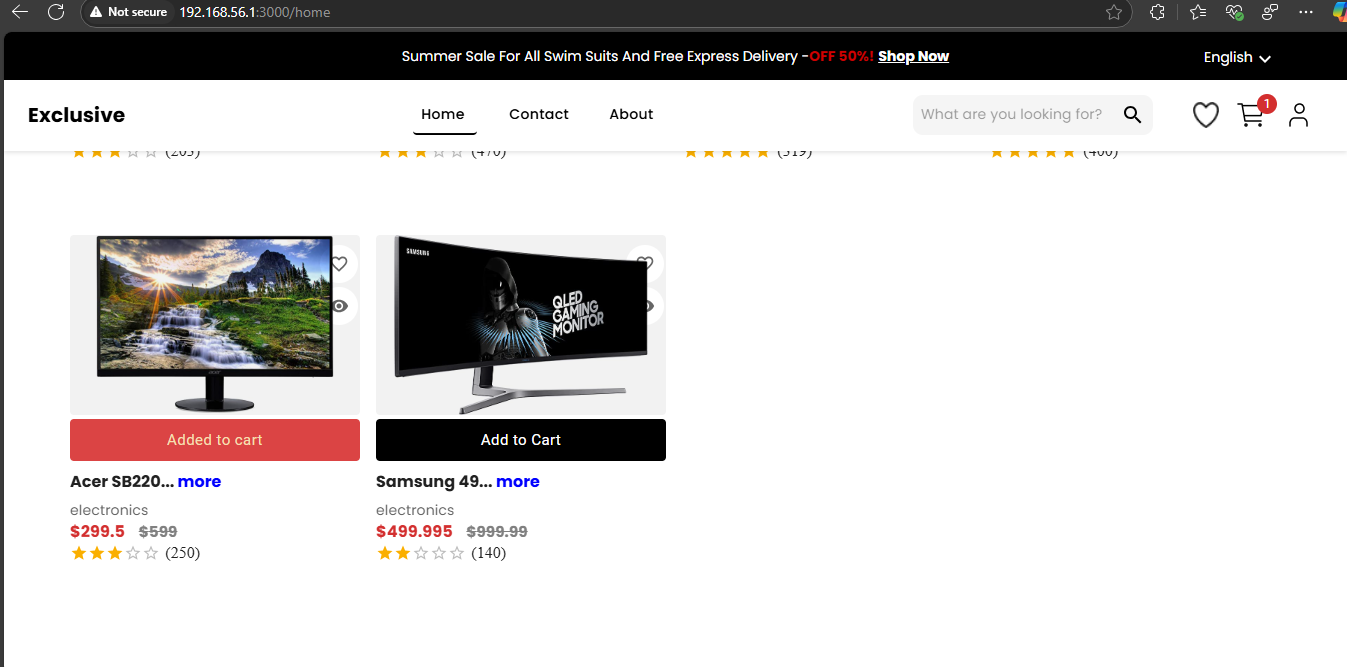 Not secure 192.168.56.1:3000/home
Summer Sale For All Swim Suits And Free Express Delivery -OFF 50%! Shop Now
English
Exclusive
Home
Contact
About
What are you looking for?
1
(470)
(319)
(400)
SAMSUNG
QLED
GAMING
MONITOR
acer
Added to cart
Add to Cart
Acer SB220... more
Samsung 49... more
electronics
electronics
$299.5 $599
$499.995 $999.99
(250)
(140)